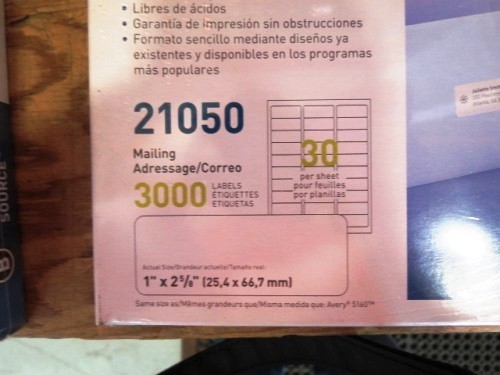 • Libres de ácidos
• Garantía de impresión sin obstrucciones
• Formato sencillo mediante diseños ya
existentes y disponibles en los programas
más populares
21050
Mailing
Adressage/Correo
3000 LABELS
ÉTIQUETTES
ETIQUETAS
30
per sheet
pour feuilles
por planillas
Actual Size/Grandeur actuelle/Tamaño real:
1" x 2⁵/₈" (25,4 x 66,7 mm)
Same size as/Mêmes grandeurs que/Misma medida que: Avery® 5160™
SOURCE
B